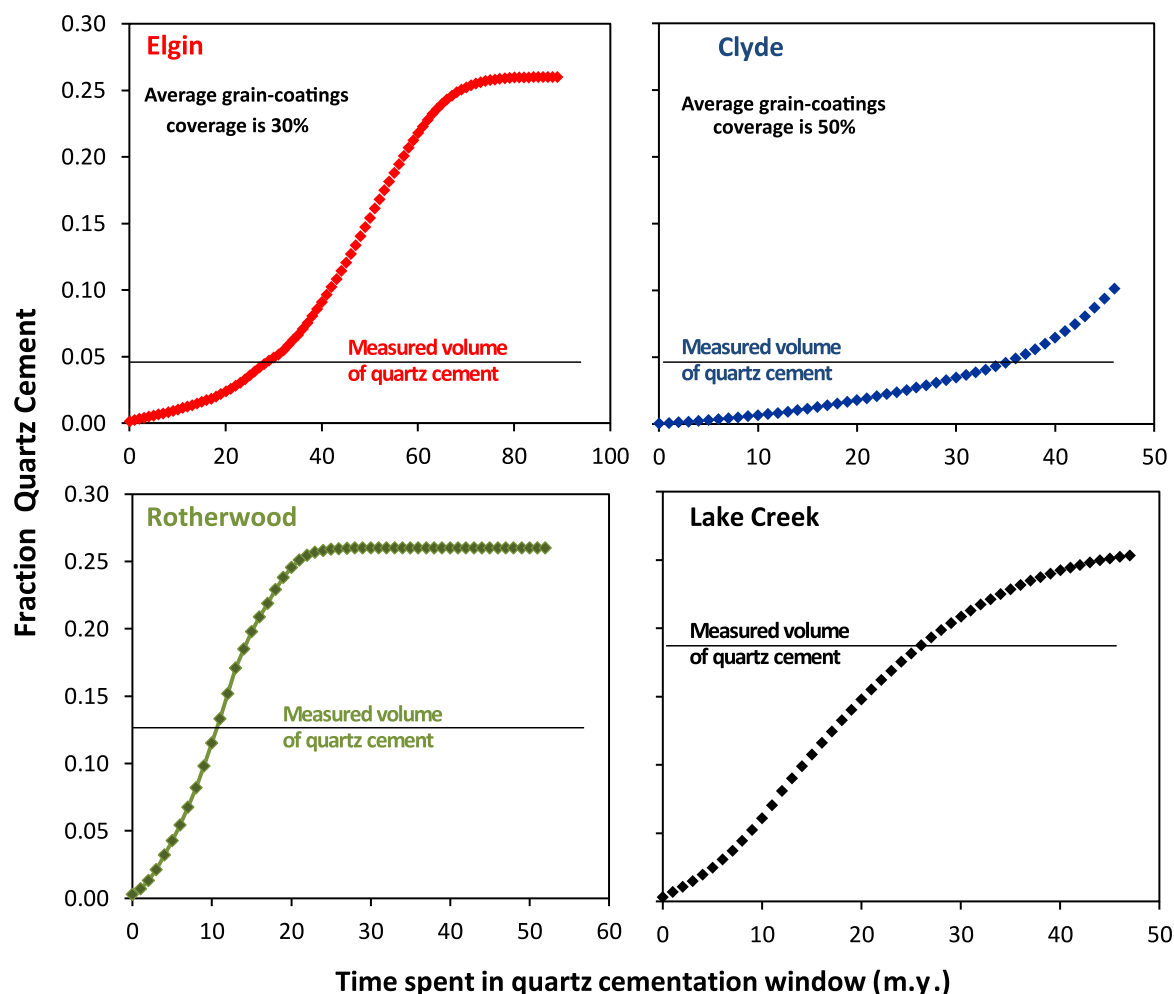 Fraction Quartz Cement
0.30
0.25
0.20
0.15
0.10
0.05
0.00
Elgin
Average grain-coatings
coverage is 30%
Measured volume
of quartz cement
0
20
40
60
80
100
Clyde
Average grain-coatings
coverage is 50%
Measured volume
of quartz cement
0
10
20
30
40
50
0.30
0.25
0.20
0.15
0.10
0.05
0.00
Rotherwood
Measured volume
of quartz cement
0
10
20
30
40
50
60
Lake Creek
Measured volume
of quartz cement
0
10
20
30
40
50
Time spent in quartz cementation window (m.y.)